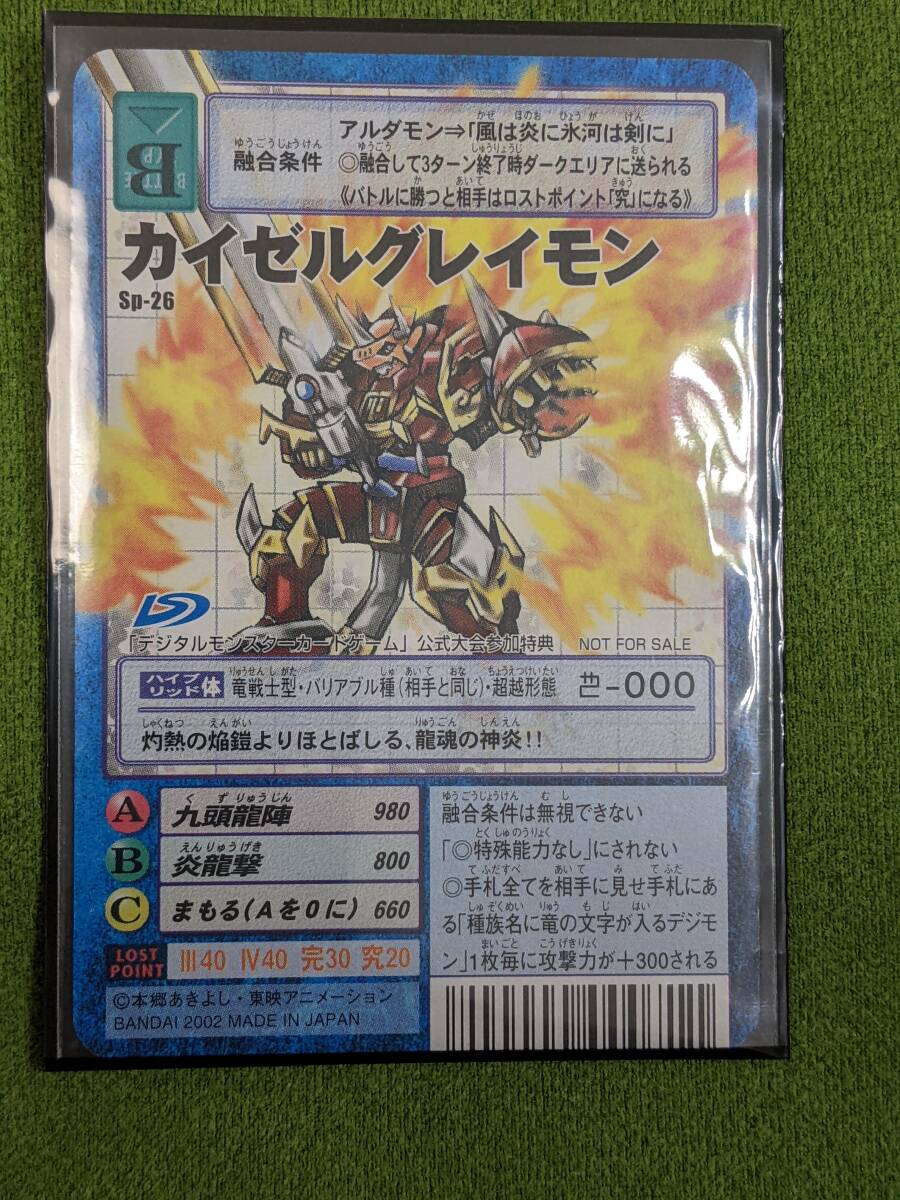 B
BATTLE
融合条件
アルダモン⇒「風は炎に氷河は剣に」
◎融合して3ターン終了時ダークエリアに送られる
《バトルに勝つと相手はロストポイント「究」になる》
カイゼルグレイモン
Sp-26
「デジタルモンスターカードゲーム」公式大会参加特典 NOT FOR SALE
ハイブリッド体 竜戦士型・バリアブル種(相手と同じ)・超越形態 世-000
灼熱の焔鎧よりほとばしる、龍魂の神炎!!
A 九頭龍陣 980
B 炎龍撃 800
C まもる(Aを0に) 660
LOST POINT Ⅲ40 Ⅳ40 完30 究20
©本郷あきよし・東映アニメーション
BANDAI 2002 MADE IN JAPAN
融合条件は無視できない
「◎特殊能力なし」にされない
◎手札全てを相手に見せ手札にあ
る「種族名に竜の文字が入るデジモ
ン」1枚毎に攻撃力が+300される